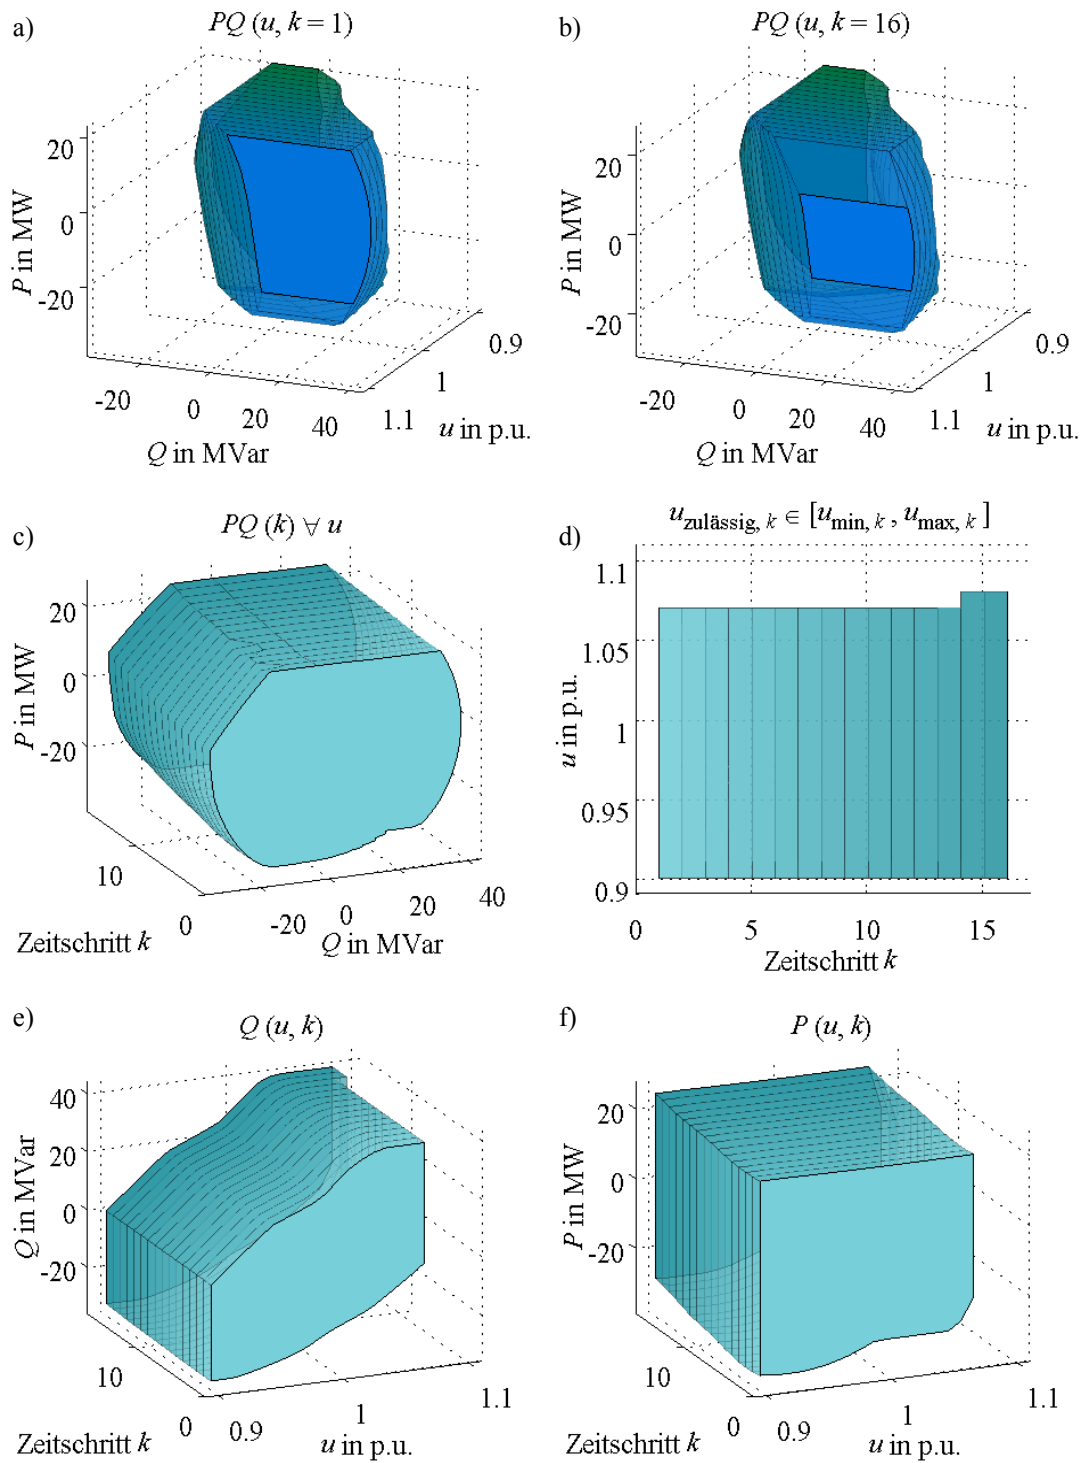 a)
PQ (u, k = 1)
20
0
-20
P in MW
-20
0
20
40
Q in MVar
0.9
1
1.1
u in p.u.
b)
PQ (u, k = 16)
20
0
-20
P in MW
-20
0
20
40
Q in MVar
0.9
1
1.1
u in p.u.
c)
PQ (k) ∀ u
20
0
-20
P in MW
10
0
Zeitschritt k
-20
0
20
40
Q in MVar
d)
u_zulässig, k ∈ [u_min, k , u_max, k ]
1.1
1.05
1
0.95
0.9
u in p.u.
0
5
10
15
Zeitschritt k
e)
Q (u, k)
40
20
0
-20
Q in MVar
10
0
Zeitschritt k
0.9
1
1.1
u in p.u.
f)
P (u, k)
20
0
-20
P in MW
10
0
Zeitschritt k
0.9
1
1.1
u in p.u.